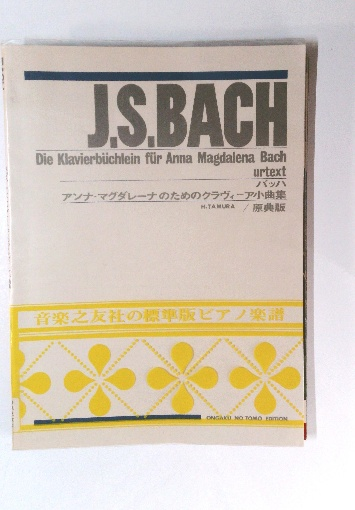 J.S.BACH
Die Klavierbüchlein für Anna Magdalena Bach
urtext
バッハ
アンナ・マグダレーナのためのクラヴィーア小曲集
H.TAMURA / 原典版
音楽之友社の標準版ピアノ楽譜
ONGAKU NO TOMO EDITION